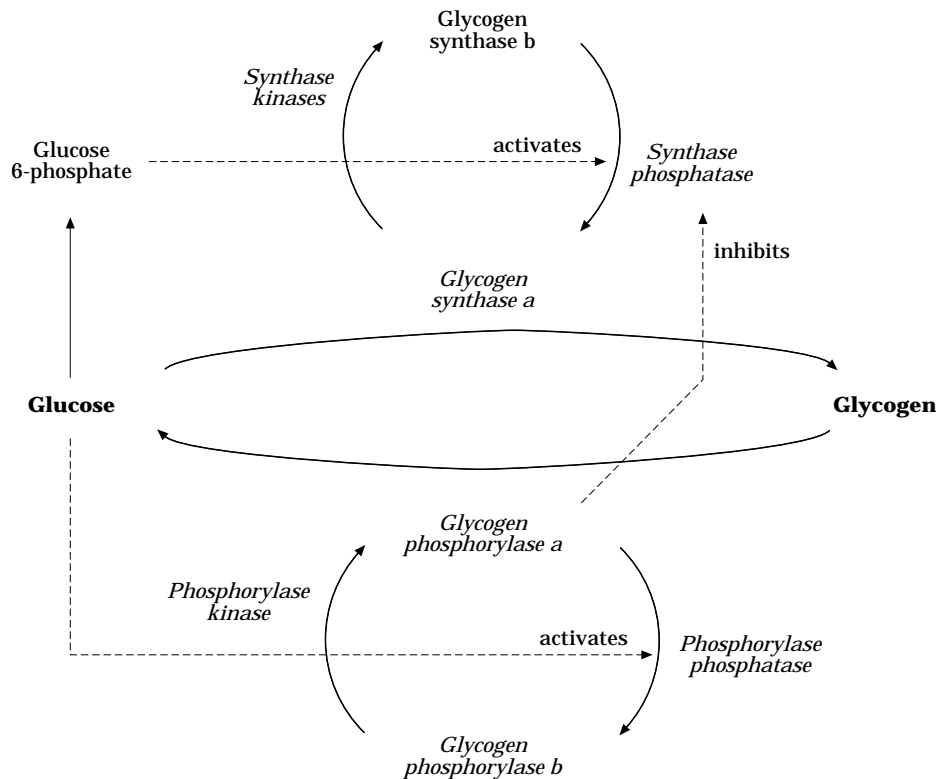 Glycogen
synthase b
Synthase
kinases
Glucose
6-phosphate
activates
Synthase
phosphatase
inhibits
Glycogen
synthase a
Glucose
Glycogen
Glycogen
phosphorylase a
Phosphorylase
kinase
activates
Phosphorylase
phosphatase
Glycogen
phosphorylase b